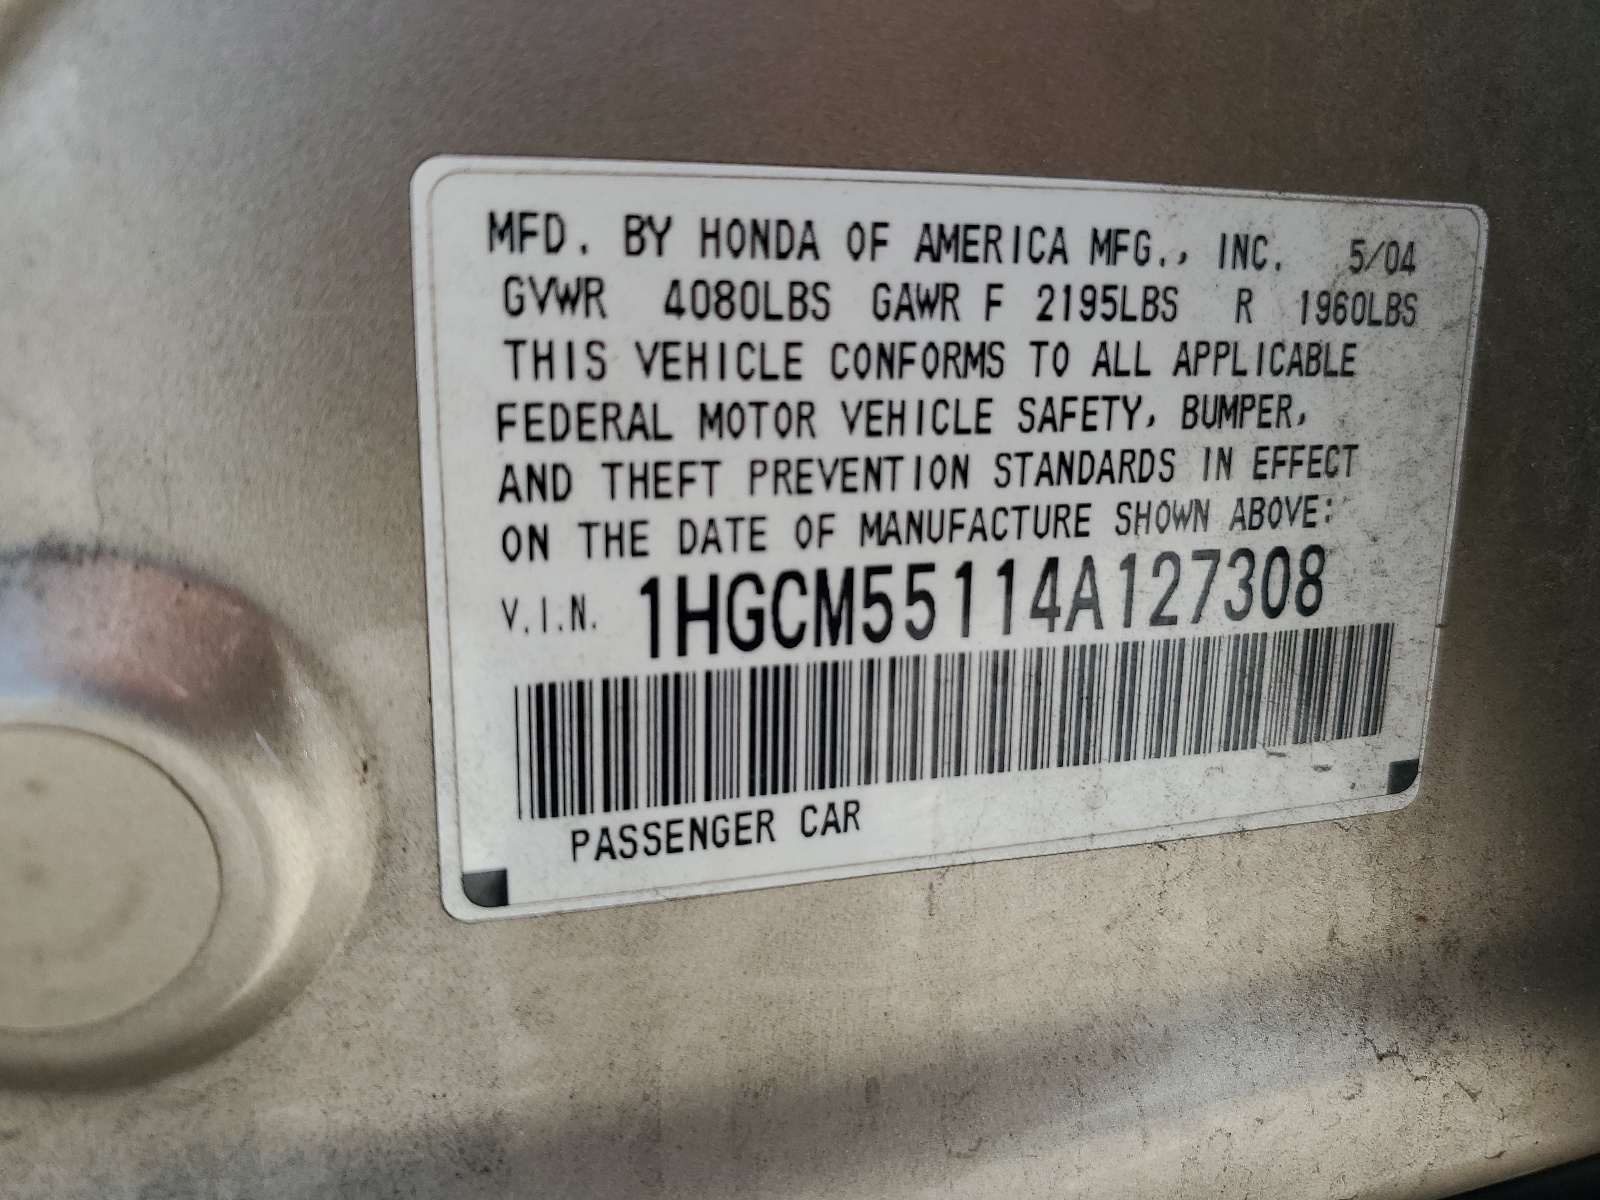 MFD. BY HONDA OF AMERICA MFG., INC. 5/04
GVWR 4080LBS GAWR F 2195LBS R 1960LBS
THIS VEHICLE CONFORMS TO ALL APPLICABLE
FEDERAL MOTOR VEHICLE SAFETY, BUMPER,
AND THEFT PREVENTION STANDARDS IN EFFECT
ON THE DATE OF MANUFACTURE SHOWN ABOVE:
V.I.N. 1HGCM55114A127308
PASSENGER CAR